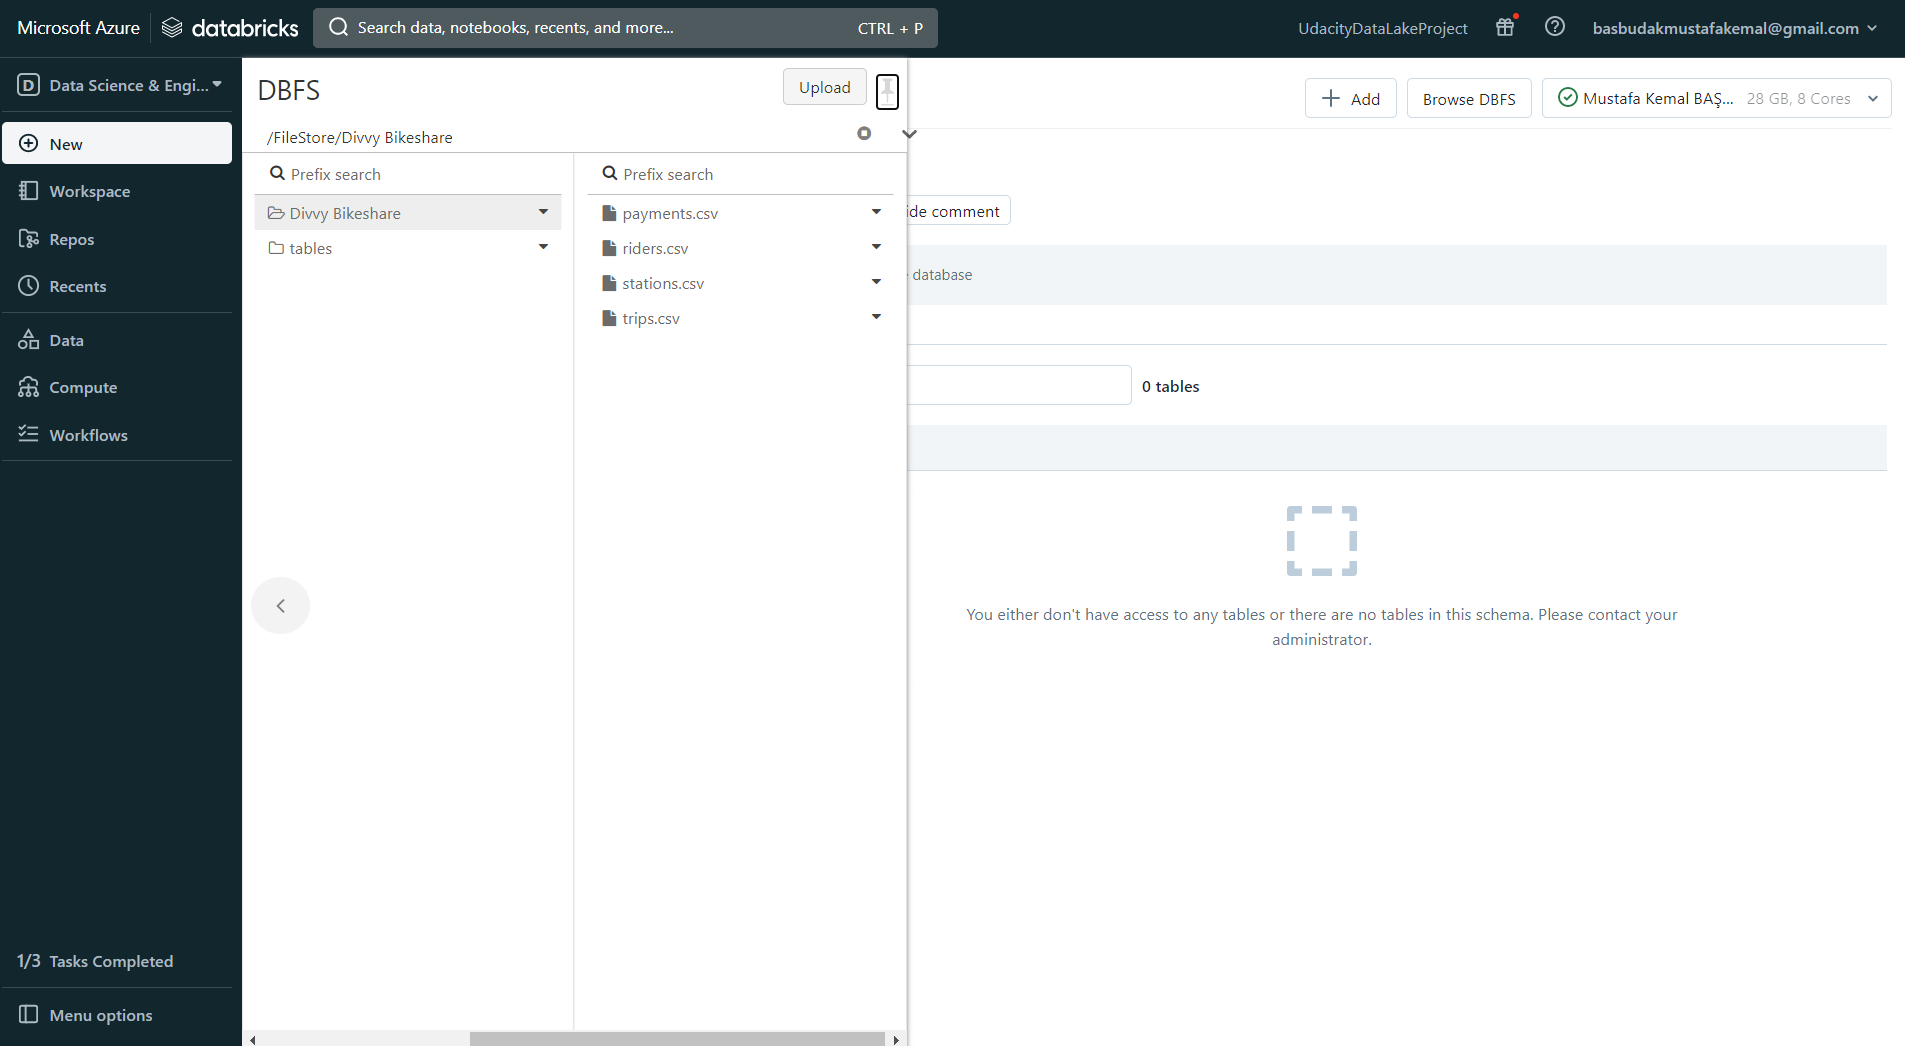 Microsoft Azure
databricks
Search data, notebooks, recents, and more...
CTRL + P
UdacityDataLakeProject
basbudakmustafakemal@gmail.com
D Data Science & Engi...
New
Workspace
Repos
Recents
Data
Compute
Workflows
1/3 Tasks Completed
Menu options
DBFS
Upload
/FileStore/Divvy Bikeshare
Prefix search
Divvy Bikeshare
tables
Prefix search
payments.csv
riders.csv
stations.csv
trips.csv
Add
Browse DBFS
Mustafa Kemal BAŞ... 28 GB, 8 Cores
ide comment
database
0 tables
You either don't have access to any tables or there are no tables in this schema. Please contact your
administrator.